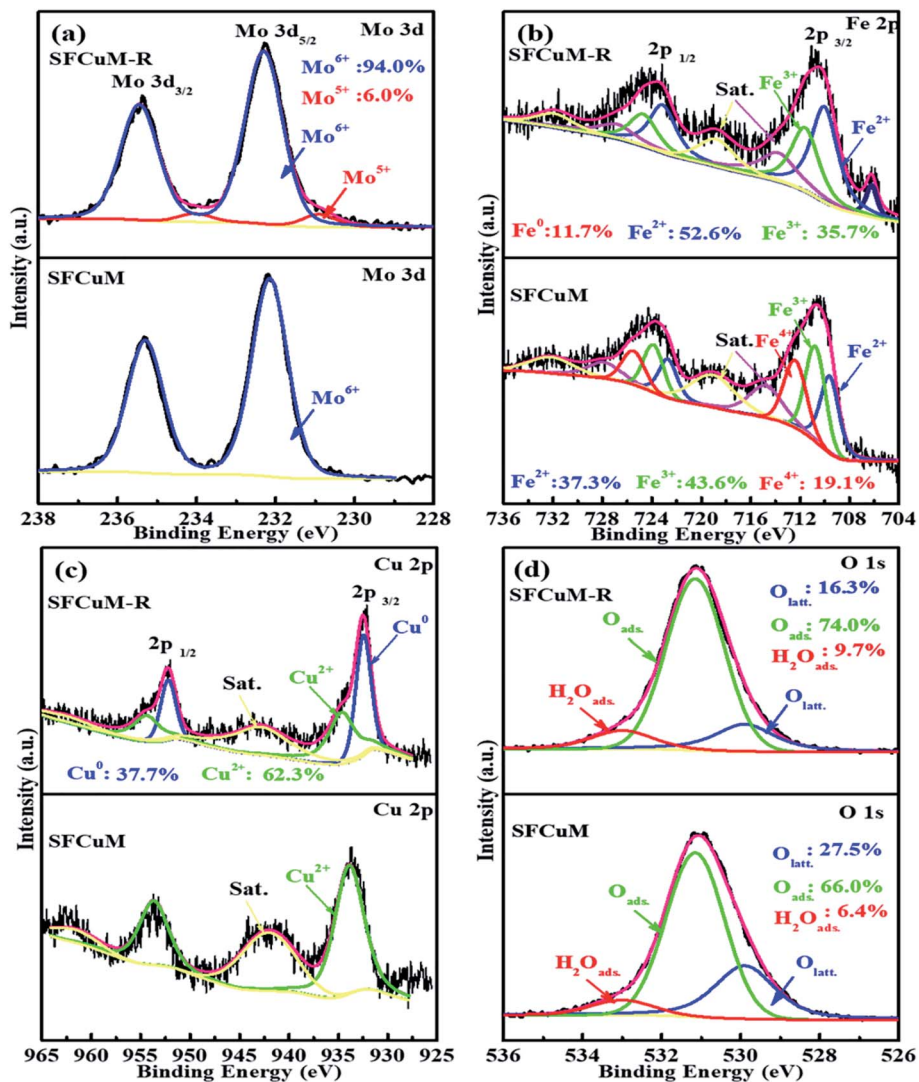 (a)
Mo 3d
SFCuM-R
Mo 3d5/2
Mo 3d3/2
Mo6+:94.0%
Mo5+:6.0%
Mo6+
Mo5+
SFCuM
Mo 3d
Mo6+
Intensity (a.u.)
238 236 234 232 230 228
Binding Energy (eV)
(b)
Fe 2p
SFCuM-R
2p 1/2
2p 3/2
Sat.
Fe3+
Fe2+
Fe0:11.7% Fe2+:52.6% Fe3+:35.7%
SFCuM
Sat.
Fe4+
Fe3+
Fe2+
Fe2+:37.3% Fe3+:43.6% Fe4+:19.1%
Intensity (a.u.)
736 732 728 724 720 716 712 708 704
Binding Energy (eV)
(c)
Cu 2p
SFCuM-R
2p 3/2
2p 1/2
Cu0
Cu2+
Sat.
Cu0: 37.7% Cu2+: 62.3%
Cu 2p
SFCuM
Sat.
Cu2+
Intensity (a.u.)
965 960 955 950 945 940 935 930 925
Binding Energy (eV)
(d)
O 1s
SFCuM-R
Olatt.: 16.3%
Oads.: 74.0%
H2Oads.: 9.7%
Oads.
H2Oads.
Olatt.
O 1s
SFCuM
Olatt.: 27.5%
Oads.: 66.0%
H2Oads.: 6.4%
Oads.
H2Oads.
Olatt.
Intensity (a.u.)
536 534 532 530 528 526
Binding Energy (eV)